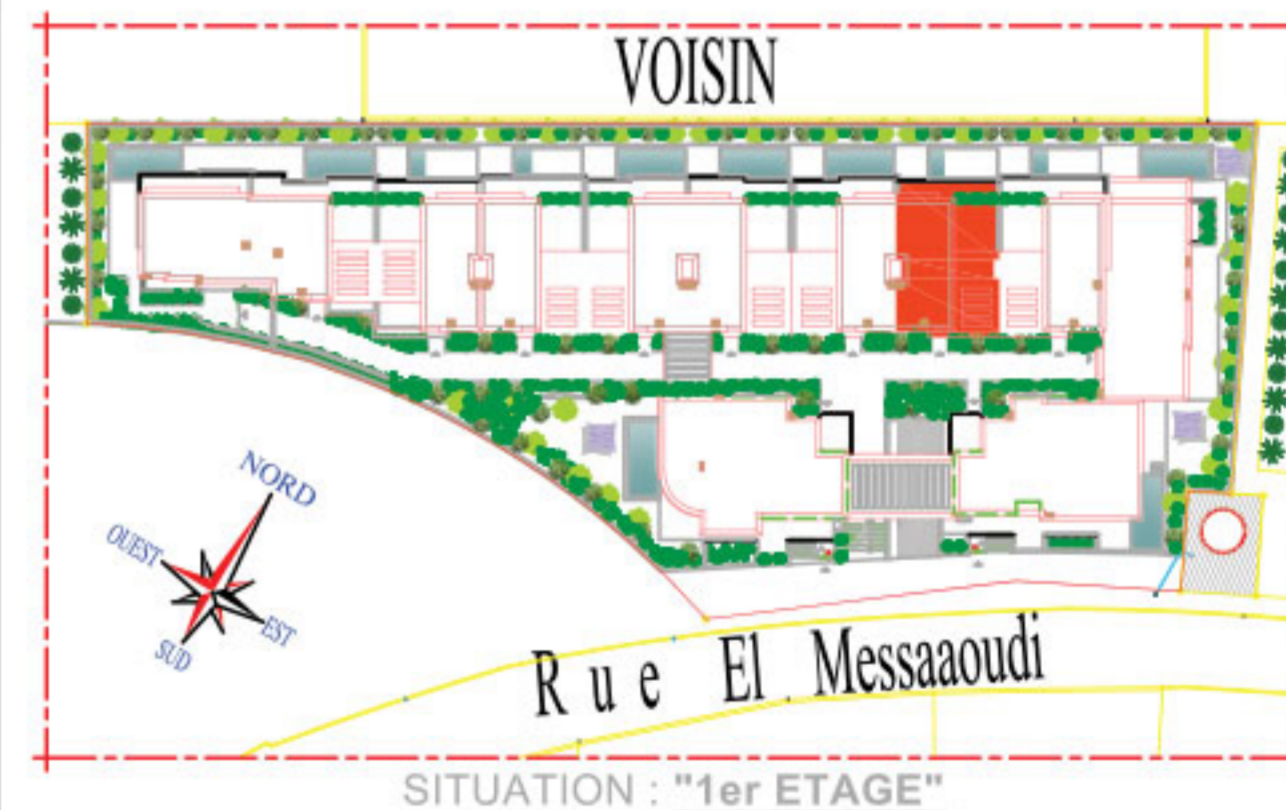 VOISIN
NORD
OUEST
EST
SUD
Rue El Messaaoudi
SITUATION : "1er ETAGE"